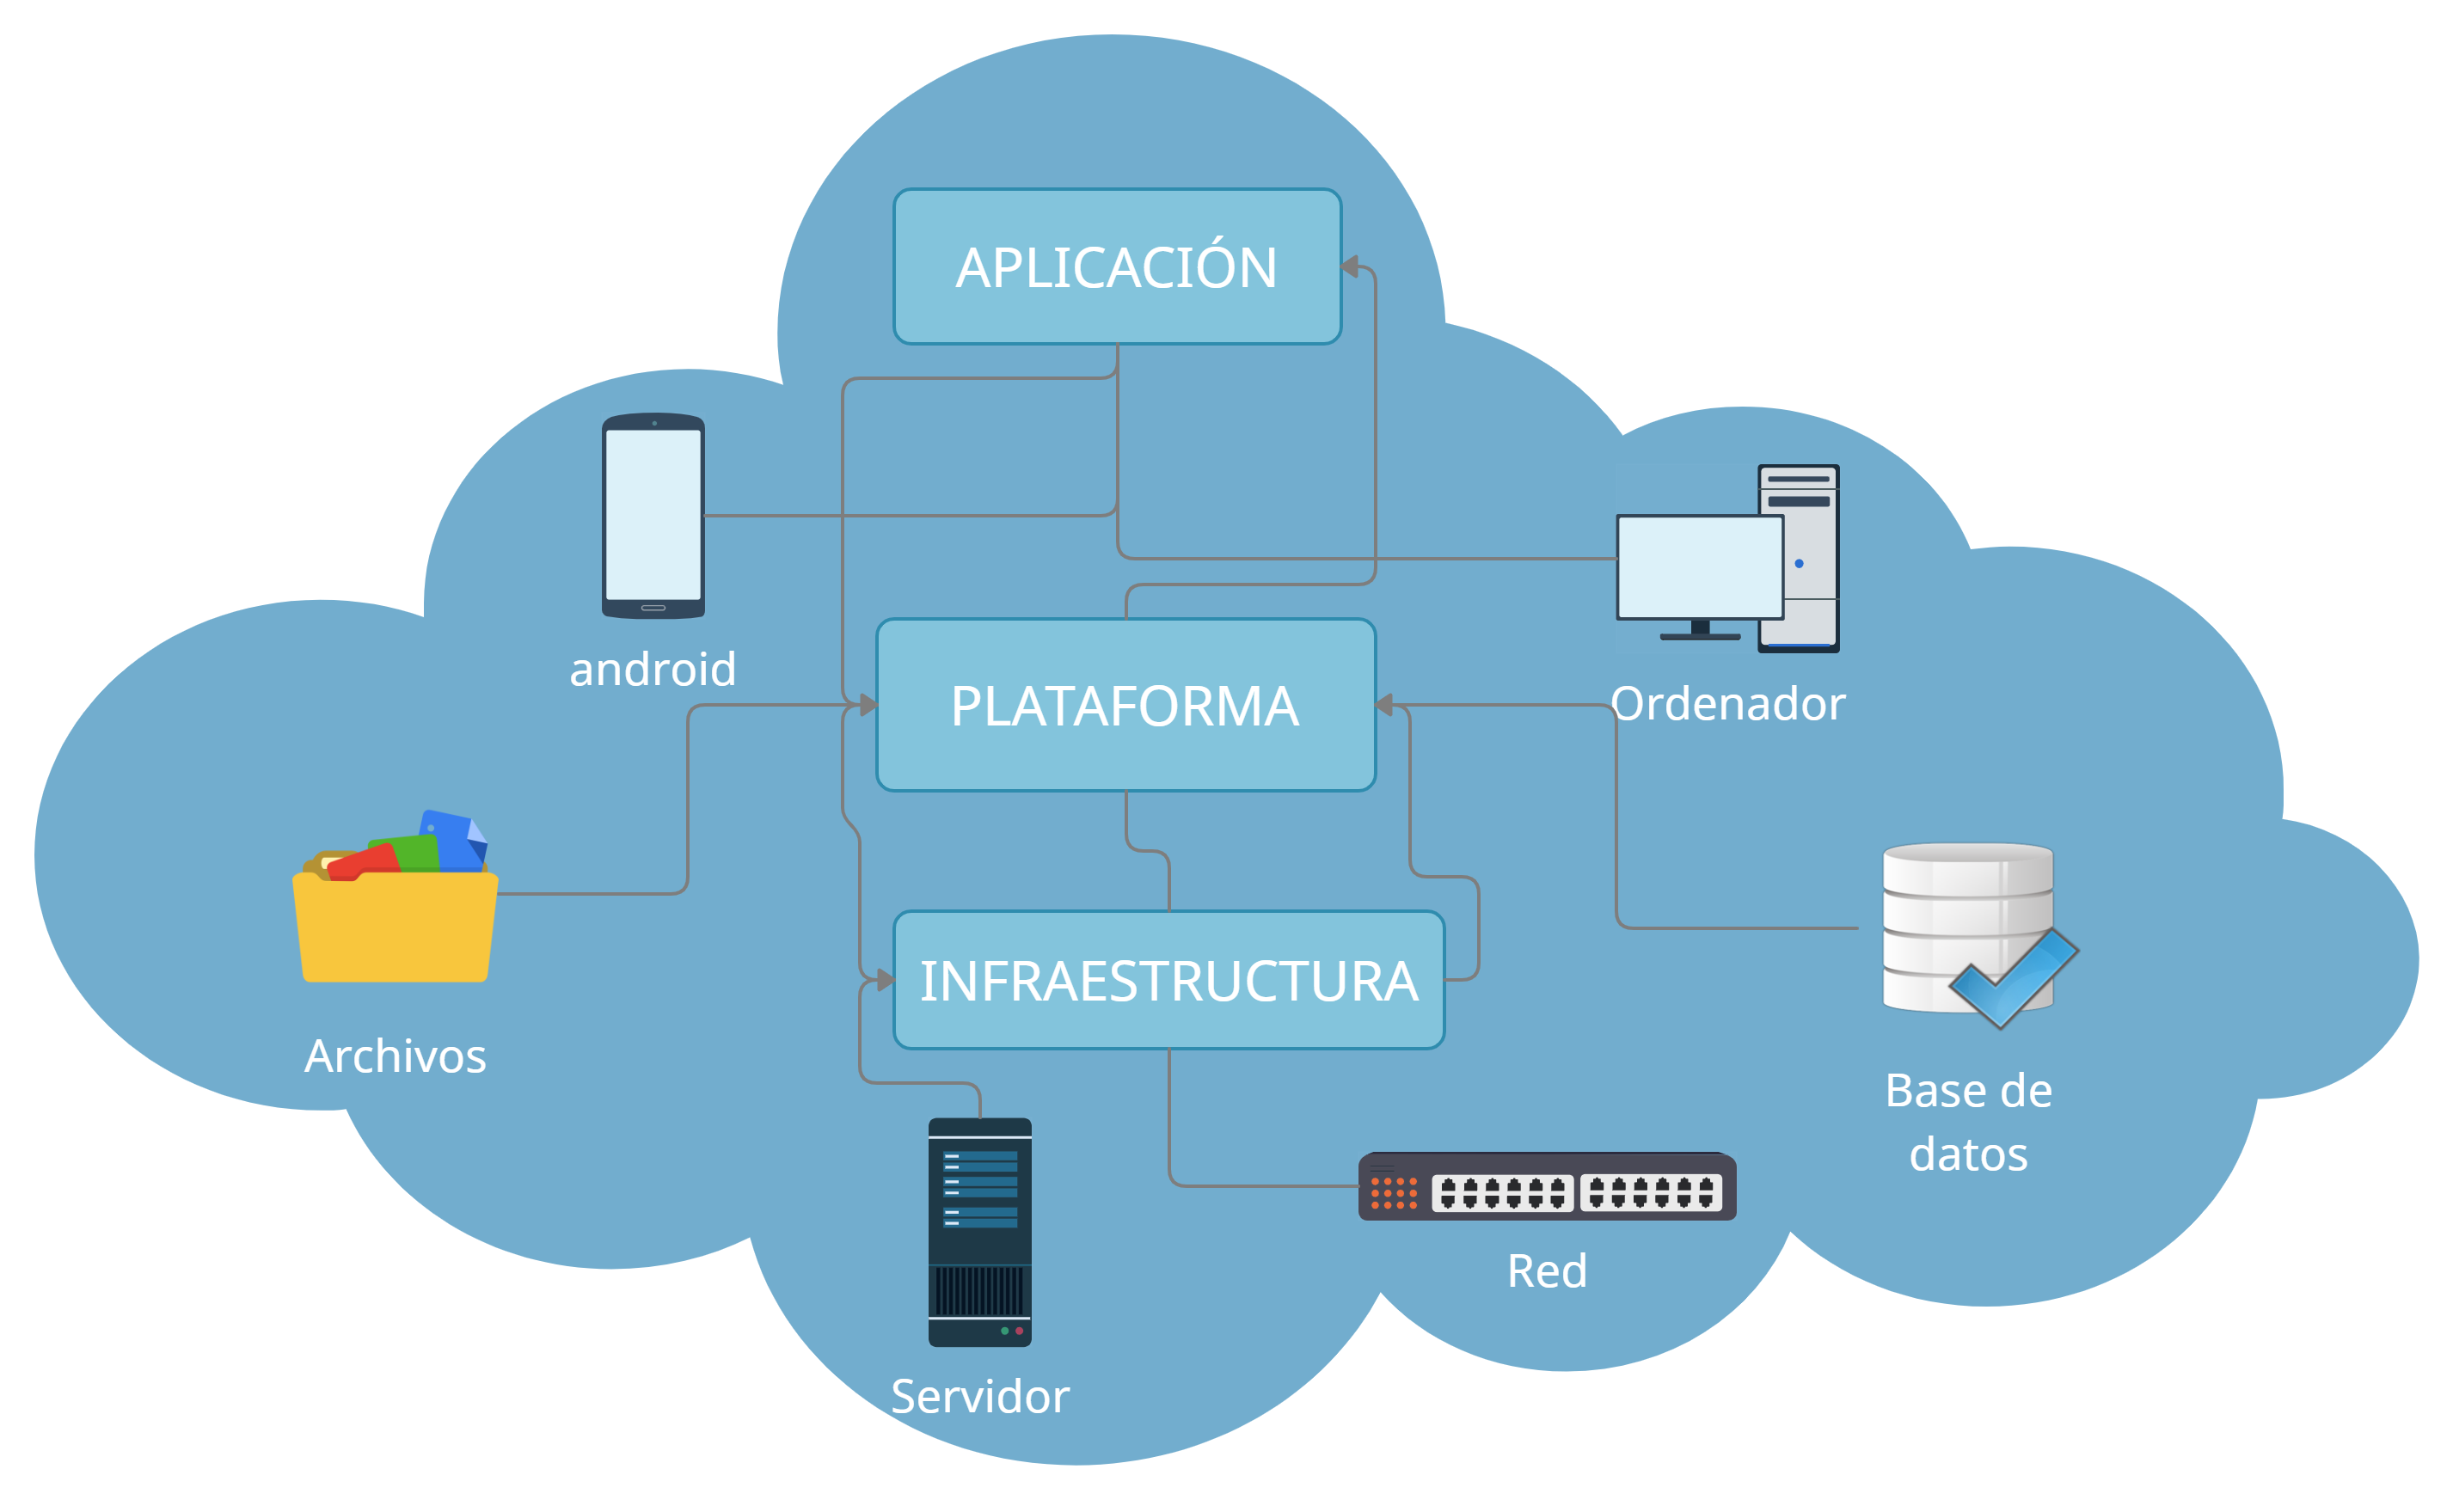 APLICACIÓN
android
Ordenador
PLATAFORMA
Archivos
INFRAESTRUCTURA
Base de
datos
Red
Servidor